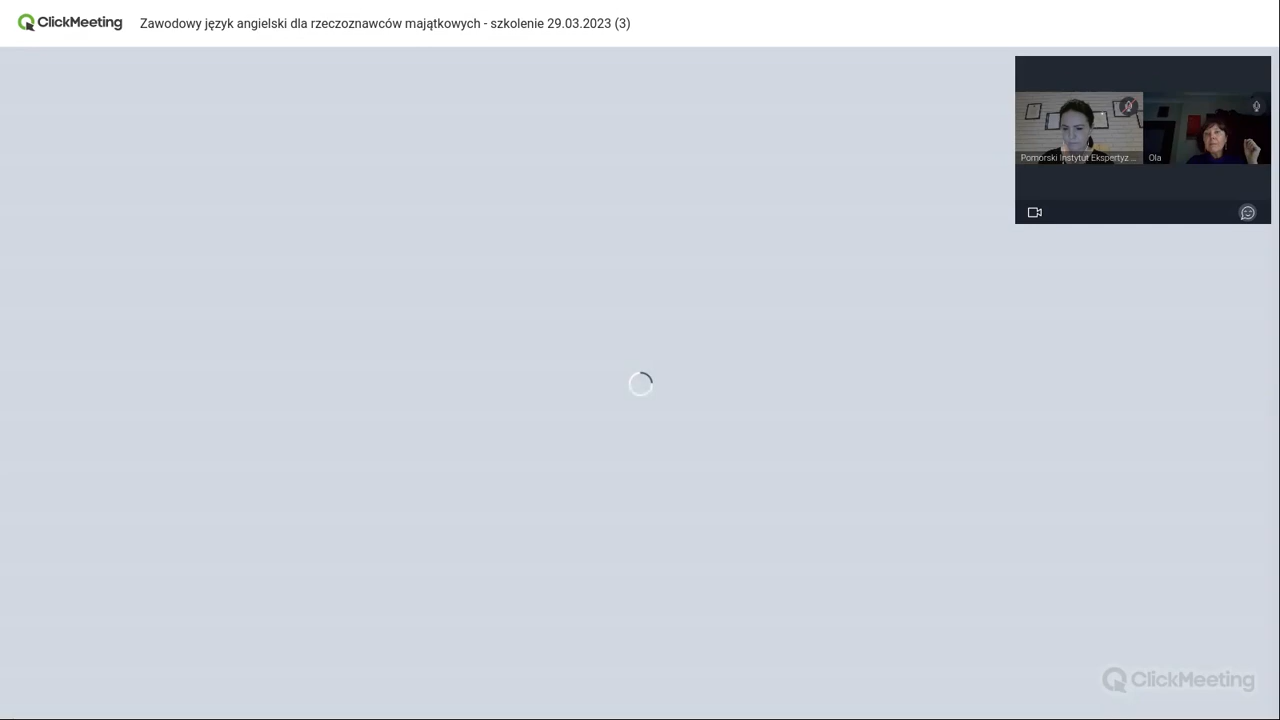 ClickMeeting
Zawodowy język angielski dla rzeczoznawców majątkowych - szkolenie 29.03.2023 (3)
Pomorski Instytut Ekspertyz ...
Ola
ClickMeeting